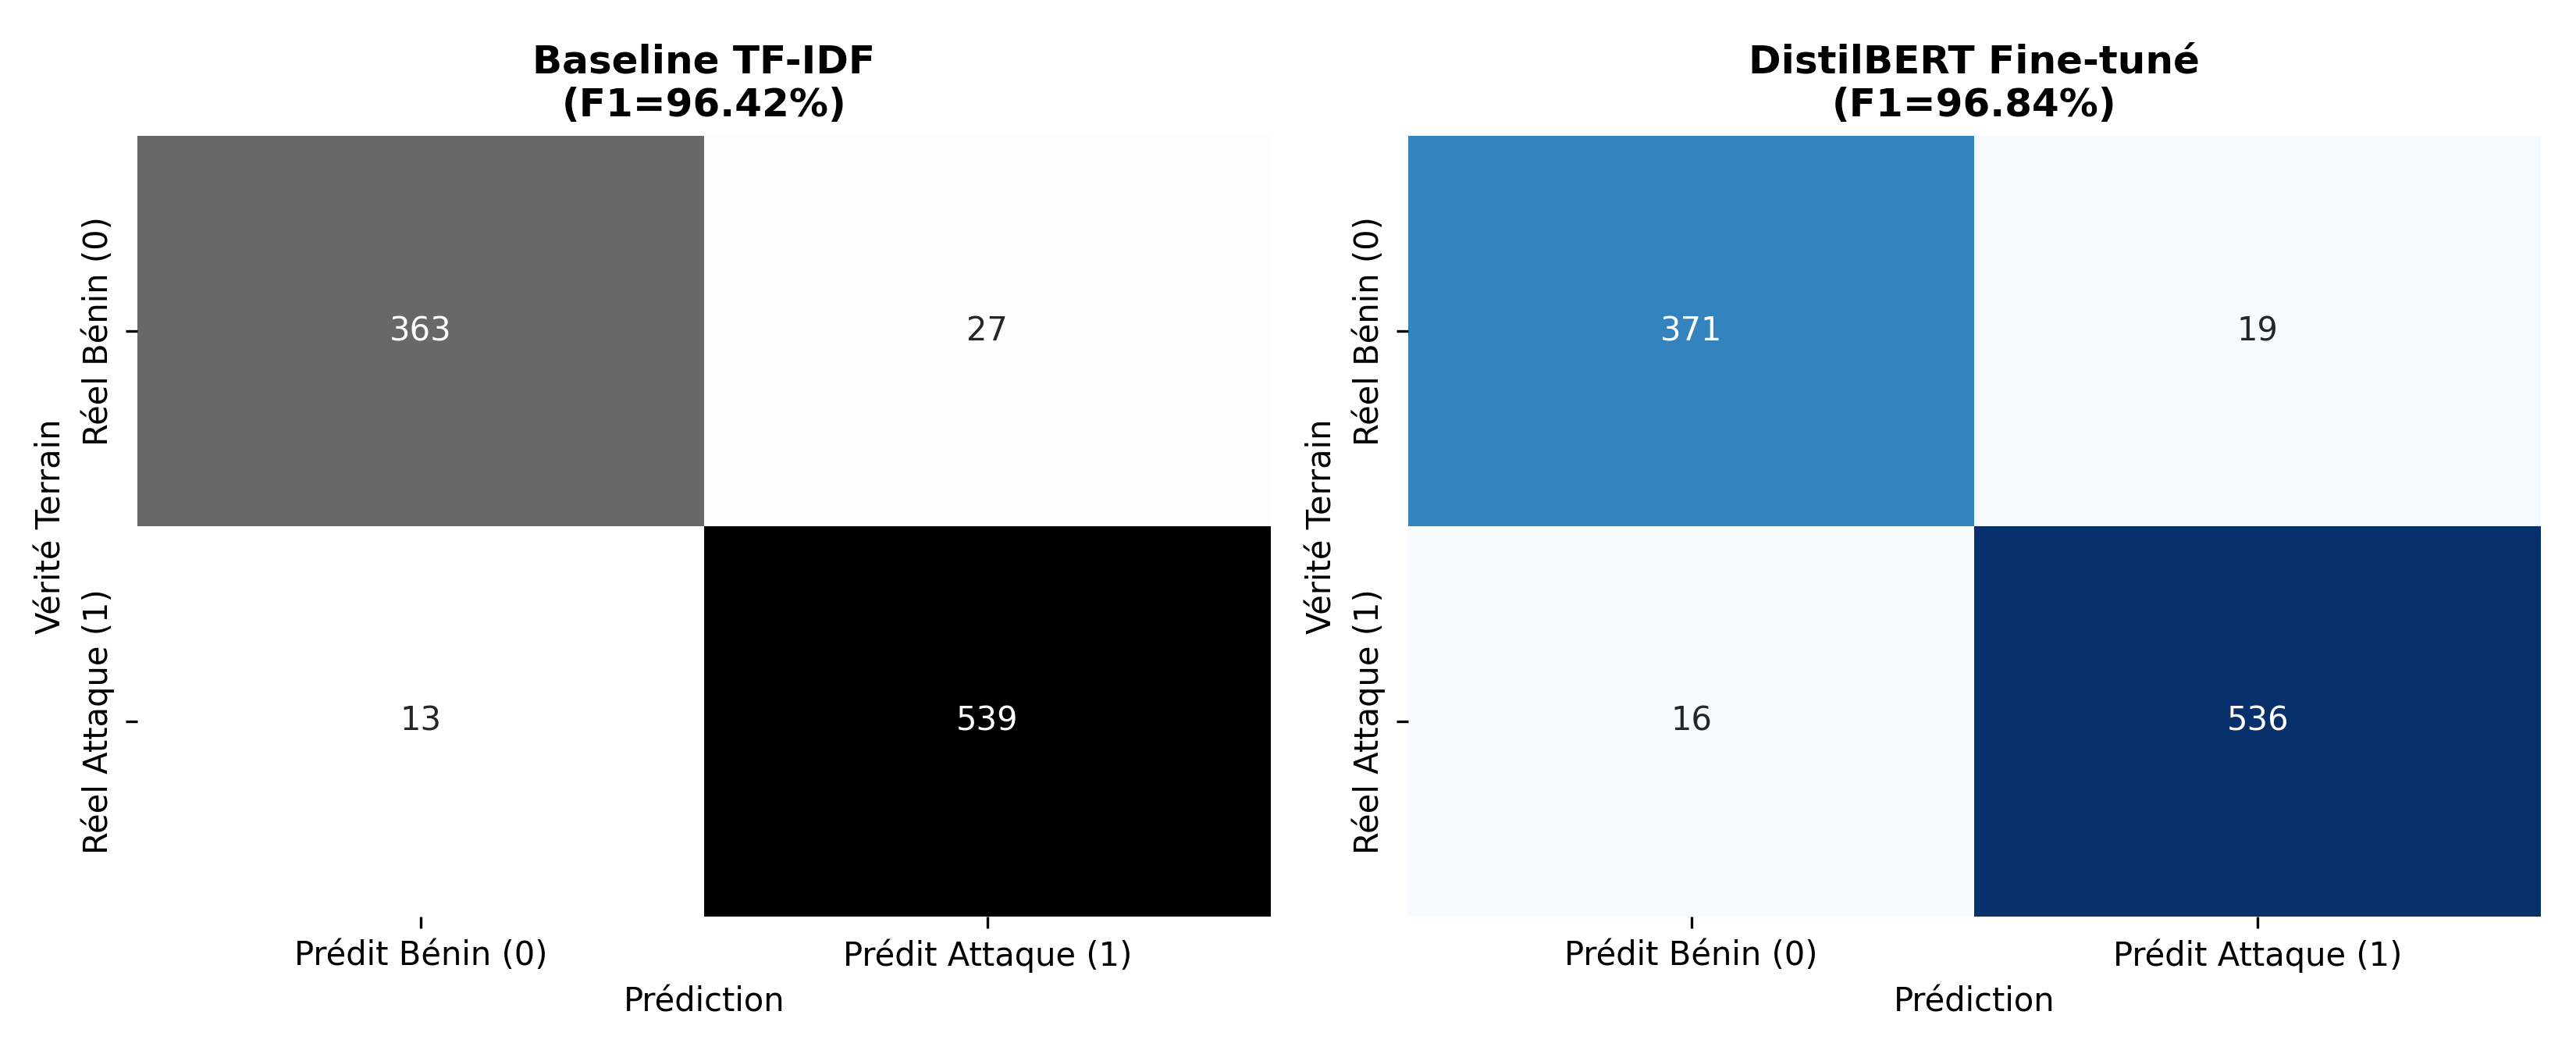 Baseline TF-IDF
(F1=96.42%)
Vérité Terrain
Réel Bénin (0)
Réel Attaque (1)
363
27
13
539
Prédit Bénin (0)
Prédit Attaque (1)
Prédiction
DistilBERT Fine-tuné
(F1=96.84%)
Vérité Terrain
Réel Bénin (0)
Réel Attaque (1)
371
19
16
536
Prédit Bénin (0)
Prédit Attaque (1)
Prédiction